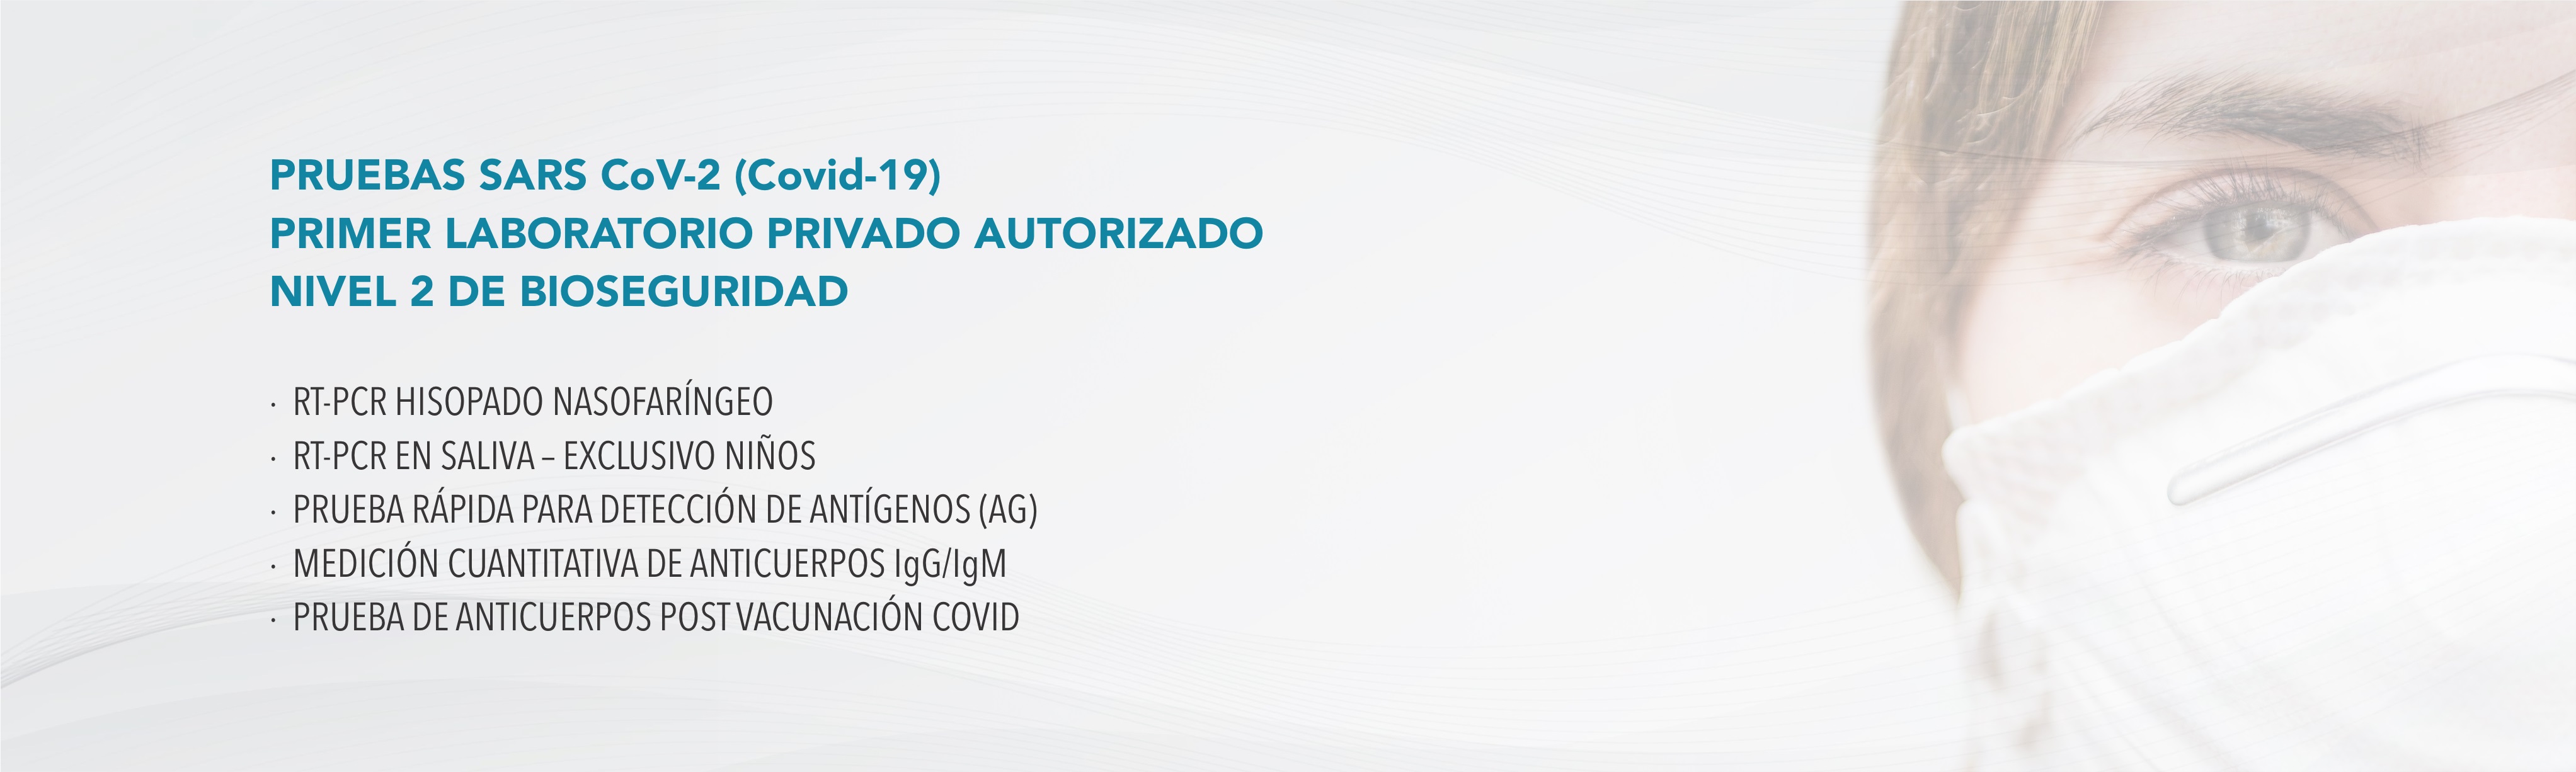 PRUEBAS SARS CoV-2 (Covid-19)
PRIMER LABORATORIO PRIVADO AUTORIZADO
NIVEL 2 DE BIOSEGURIDAD
· RT-PCR HISOPADO NASOFARÍNGEO
· RT-PCR EN SALIVA – EXCLUSIVO NIÑOS
· PRUEBA RÁPIDA PARA DETECCIÓN DE ANTÍGENOS (AG)
· MEDICIÓN CUANTITATIVA DE ANTICUERPOS IgG/IgM
· PRUEBA DE ANTICUERPOS POST VACUNACIÓN COVID